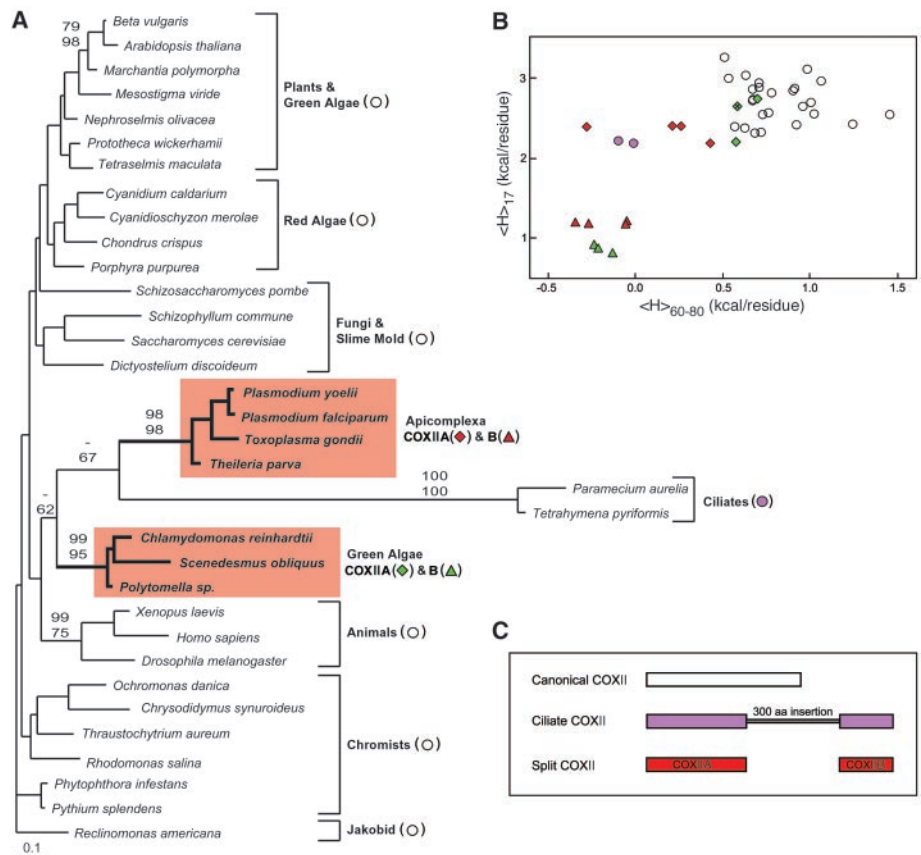 A
79
98
Beta vulgaris
Arabidopsis thaliana
Marchantia polymorpha
Mesostigma viride
Nephroselmis olivacea
Prototheca wickerhamii
Tetraselmis maculata
Plants &
Green Algae (○)
Cyanidium caldarium
Cyanidioschyzon merolae
Chondrus crispus
Porphyra purpurea
Red Algae (○)
Schizosaccharomyces pombe
Schizophyllum commune
Saccharomyces cerevisiae
Dictyostelium discoideum
Fungi &
Slime Mold (○)
98
98
Plasmodium yoelii
Plasmodium falciparum
Toxoplasma gondii
Theileria parva
Apicomplexa
COXIIA(◆) & B(▲)
-
67
100
100
Paramecium aurelia
Tetrahymena pyriformis
Ciliates (●)
-
62
99
95
Chlamydomonas reinhardtii
Scenedesmus obliquus
Polytomella sp.
Green Algae
COXIIA(◆) & B(▲)
99
75
Xenopus laevis
Homo sapiens
Drosophila melanogaster
Animals (○)
Ochromonas danica
Chrysodidymus synuroideus
Thraustochytrium aureum
Rhodomonas salina
Phytophthora infestans
Pythium splendens
Chromists (○)
Reclinomonas americana
Jakobid (○)
0.1
B
<H>17 (kcal/residue)
3
2
1
-0.5
0.0
0.5
1.0
1.5
<H>60-80 (kcal/residue)
C
Canonical COXII
Ciliate COXII
300 aa insertion
Split COXII
COXIIA
COXIIB